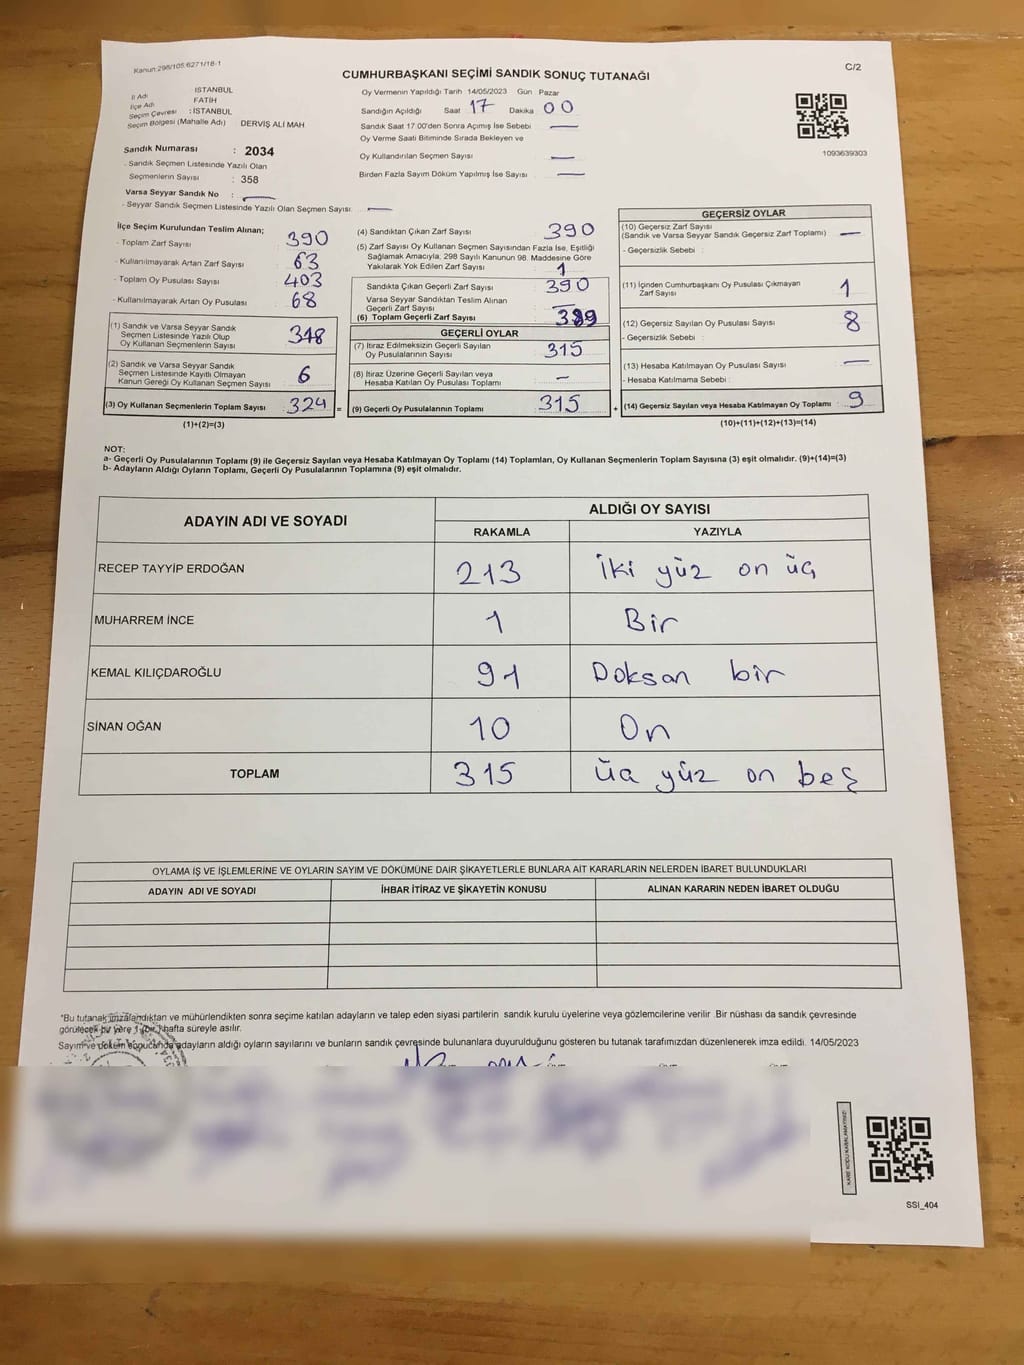 Kanun:298/105.6271/18-1
C/2
CUMHURBAŞKANI SEÇİMİ SANDIK SONUÇ TUTANAĞI
İl Adı : İSTANBUL
İlçe Adı FATİH
Seçim Çevresi : İSTANBUL
Seçim Bölgesi (Mahalle Adı) DERVİŞ ALİ MAH
Oy Vermenin Yapıldığı Tarih 14/05/2023 Gün Pazar
Sandığın Açıldığı Saat 17 Dakika 00
Sandık Saat 17:00'den Sonra Açımış İse Sebebi —
Oy Verme Saati Bitiminde Sırada Bekleyen ve
Oy Kullandırılan Seçmen Sayısı —
Birden Fazla Sayım Döküm Yapılmış İse Sayısı —
1093639303
Sandık Numarası : 2034
- Sandık Seçmen Listesinde Yazılı Olan
Seçmenlerin Sayısı : 358
Varsa Seyyar Sandık No : —
- Seyyar Sandık Seçmen Listesinde Yazılı Olan Seçmen Sayısı. —
İlçe Seçim Kurulundan Teslim Alınan;
- Toplam Zarf Sayısı 390
- Kullanılmayarak Artan Zarf Sayısı 63
- Toplam Oy Pusulası Sayısı 403
- Kullanılmayarak Artan Oy Pusulası 68
(1) Sandık ve Varsa Seyyar Sandık
Seçmen Listesinde Yazılı Olup
Oy Kullanan Seçmenlerin Sayısı 318
(2) Sandık ve Varsa Seyyar Sandık
Seçmen Listesinde Kayıtlı Olmayan
Kanun Gereği Oy Kullanan Seçmen Sayısı 6
(3) Oy Kullanan Seçmenlerin Toplam Sayısı 324 =
(1)+(2)=(3)
(4) Sandıktan Çıkan Zarf Sayısı 390
(5) Zarf Sayısı Oy Kullanan Seçmen Sayısından Fazla İse, Eşitliği
Sağlamak Amacıyla, 298 Sayılı Kanunun 98. Maddesine Göre
Yakılarak Yok Edilen Zarf Sayısı 1
Sandıkta Çıkan Geçerli Zarf Sayısı 390
Varsa Seyyar Sandıktan Teslim Alınan
Geçerli Zarf Sayısı —
(6) Toplam Geçerli Zarf Sayısı 389
GEÇERLİ OYLAR
(7) İtiraz Edilmeksizin Geçerli Sayılan
Oy Pusulalarının Sayısı 315
(8) İtiraz Üzerine Geçerli Sayılan veya
Hesaba Katılan Oy Pusulası Toplamı —
(9) Geçerli Oy Pusulalarının Toplamı 315 +
GEÇERSİZ OYLAR
(10) Geçersiz Zarf Sayısı
(Sandık ve Varsa Seyyar Sandık Geçersiz Zarf Toplamı) —
- Geçersizlik Sebebi :
(11) İçinden Cumhurbaşkanı Oy Pusulası Çıkmayan
Zarf Sayısı 1
(12) Geçersiz Sayılan Oy Pusulası Sayısı 8
- Geçersizlik Sebebi :
(13) Hesaba Katılmayan Oy Pusulası Sayısı —
- Hesaba Katılmama Sebebi :
(14) Geçersiz Sayılan veya Hesaba Katılmayan Oy Toplamı 9
(10)+(11)+(12)+(13)=(14)
NOT:
a- Geçerli Oy Pusulalarının Toplamı (9) ile Geçersiz Sayılan veya Hesaba Katılmayan Oy Toplamı (14) Toplamları, Oy Kullanan Seçmenlerin Toplam Sayısına (3) eşit olmalıdır. (9)+(14)=(3)
b- Adayların Aldığı Oyların Toplamı, Geçerli Oy Pusulalarının Toplamına (9) eşit olmalıdır.
ADAYIN ADI VE SOYADI ALDIĞI OY SAYISI
RAKAMLA YAZIYLA
RECEP TAYYİP ERDOĞAN 213 İki yüz on üç
MUHARREM İNCE 1 Bir
KEMAL KILIÇDAROĞLU 91 Doksan bir
SİNAN OĞAN 10 On
TOPLAM 315 üç yüz on beş
OYLAMA İŞ VE İŞLEMLERİNE VE OYLARIN SAYIM VE DÖKÜMÜNE DAİR ŞİKAYETLERLE BUNLARA AİT KARARLARIN NELERDEN İBARET BULUNDUKLARI
ADAYIN ADI VE SOYADI İHBAR İTİRAZ VE ŞİKAYETİN KONUSU ALINAN KARARIN NEDEN İBARET OLDUĞU
*Bu tutanak imzalandıktan ve mühürlendikten sonra seçime katılan adayların ve talep eden siyasi partilerin sandık kurulu üyelerine veya gözlemcilerine verilir. Bir nüshası da sandık çevresinde
görülecek bir yere 1 (bir) hafta süreyle asılır.
Sayım ve döküm sonucunda adayların aldığı oyların sayılarını ve bunların sandık çevresinde bulunanlara duyurulduğunu gösteren bu tutanak tarafımızdan düzenlenerek imza edildi. 14/05/2023
SSI_404